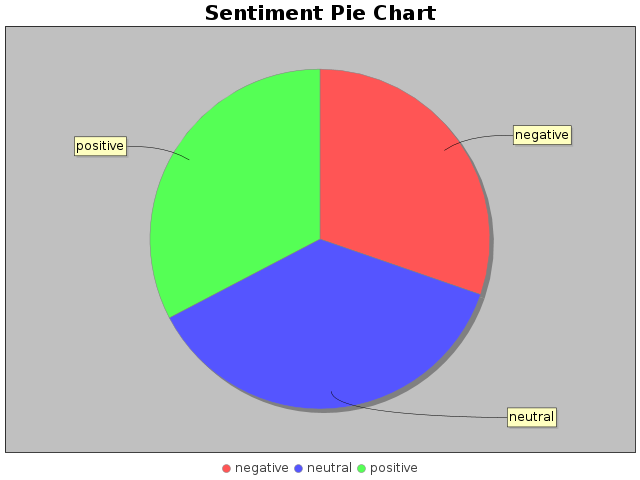 Sentiment Pie Chart
positive
negative
neutral
negative neutral positive